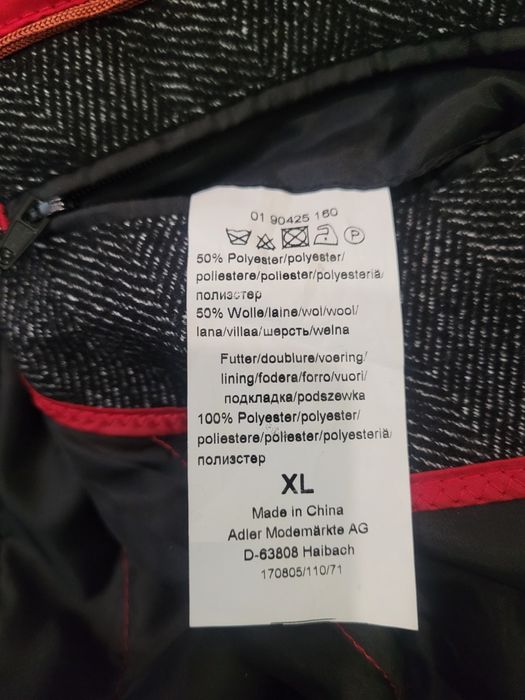 01 90425 160
P
50% Polyester/polyester/
poliestere/poliester/polyesteria/
полиэстер
50% Wolle/laine/wol/wool/
lana/villaa/шерсть/welna
Futter/doublure/voering/
lining/fodera/forro/vuori/
подкладка/podszewka
100% Polyester/polyester/
poliestere/poliester/polyesteria/
полиэстер
XL
Made in China
Adler Modemärkte AG
D-63808 Haibach
170805/110/71